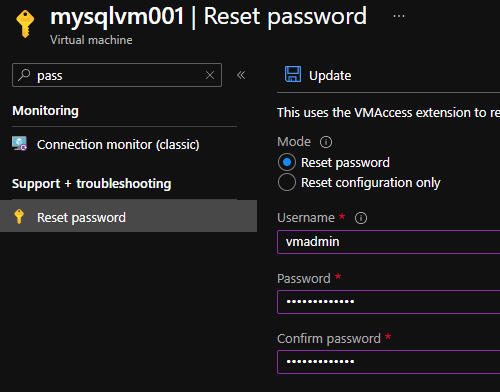 mysqlvm001 | Reset password ...
Virtual machine
pass
Update
Monitoring
This uses the VMAccess extension to re
Connection monitor (classic)
Mode
Reset password
Reset configuration only
Support + troubleshooting
Reset password
Username *
vmadmin
Password *
•••••••••••••
Confirm password *
•••••••••••••